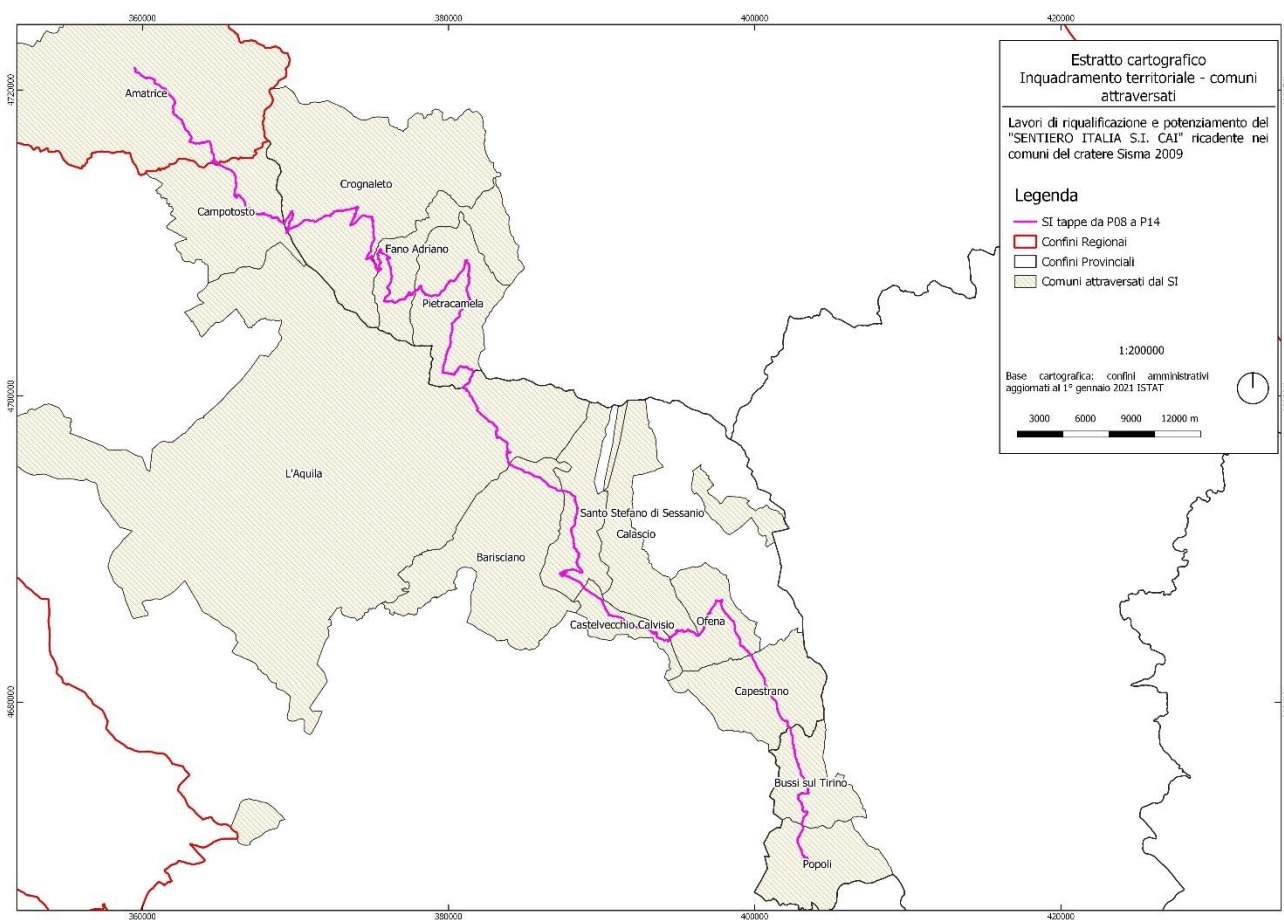 360000
380000
400000
420000
4720000
4700000
4680000
Estratto cartografico
Inquadramento territoriale - comuni
attraversati
Lavori di riqualificazione e potenziamento del
"SENTIERO ITALIA S.I. CAI" ricadente nei
comuni del cratere Sisma 2009
Legenda
SI tappe da P08 a P14
Confini Regionai
Confini Provinciali
Comuni attraversati dal SI
1:200000
Base cartografica: confini amministrativi
aggiornati al 1° gennaio 2021 ISTAT
3000 6000 9000 12000 m
Amatrice
Crognaleto
Campotosto
Fano Adriano
Pietracamela
L'Aquila
Santo Stefano di Sessanio
Calascio
Barisciano
Castelvecchio Calvisio
Ofena
Capestrano
Bussi sul Tirino
Popoli
360000
380000
400000
420000